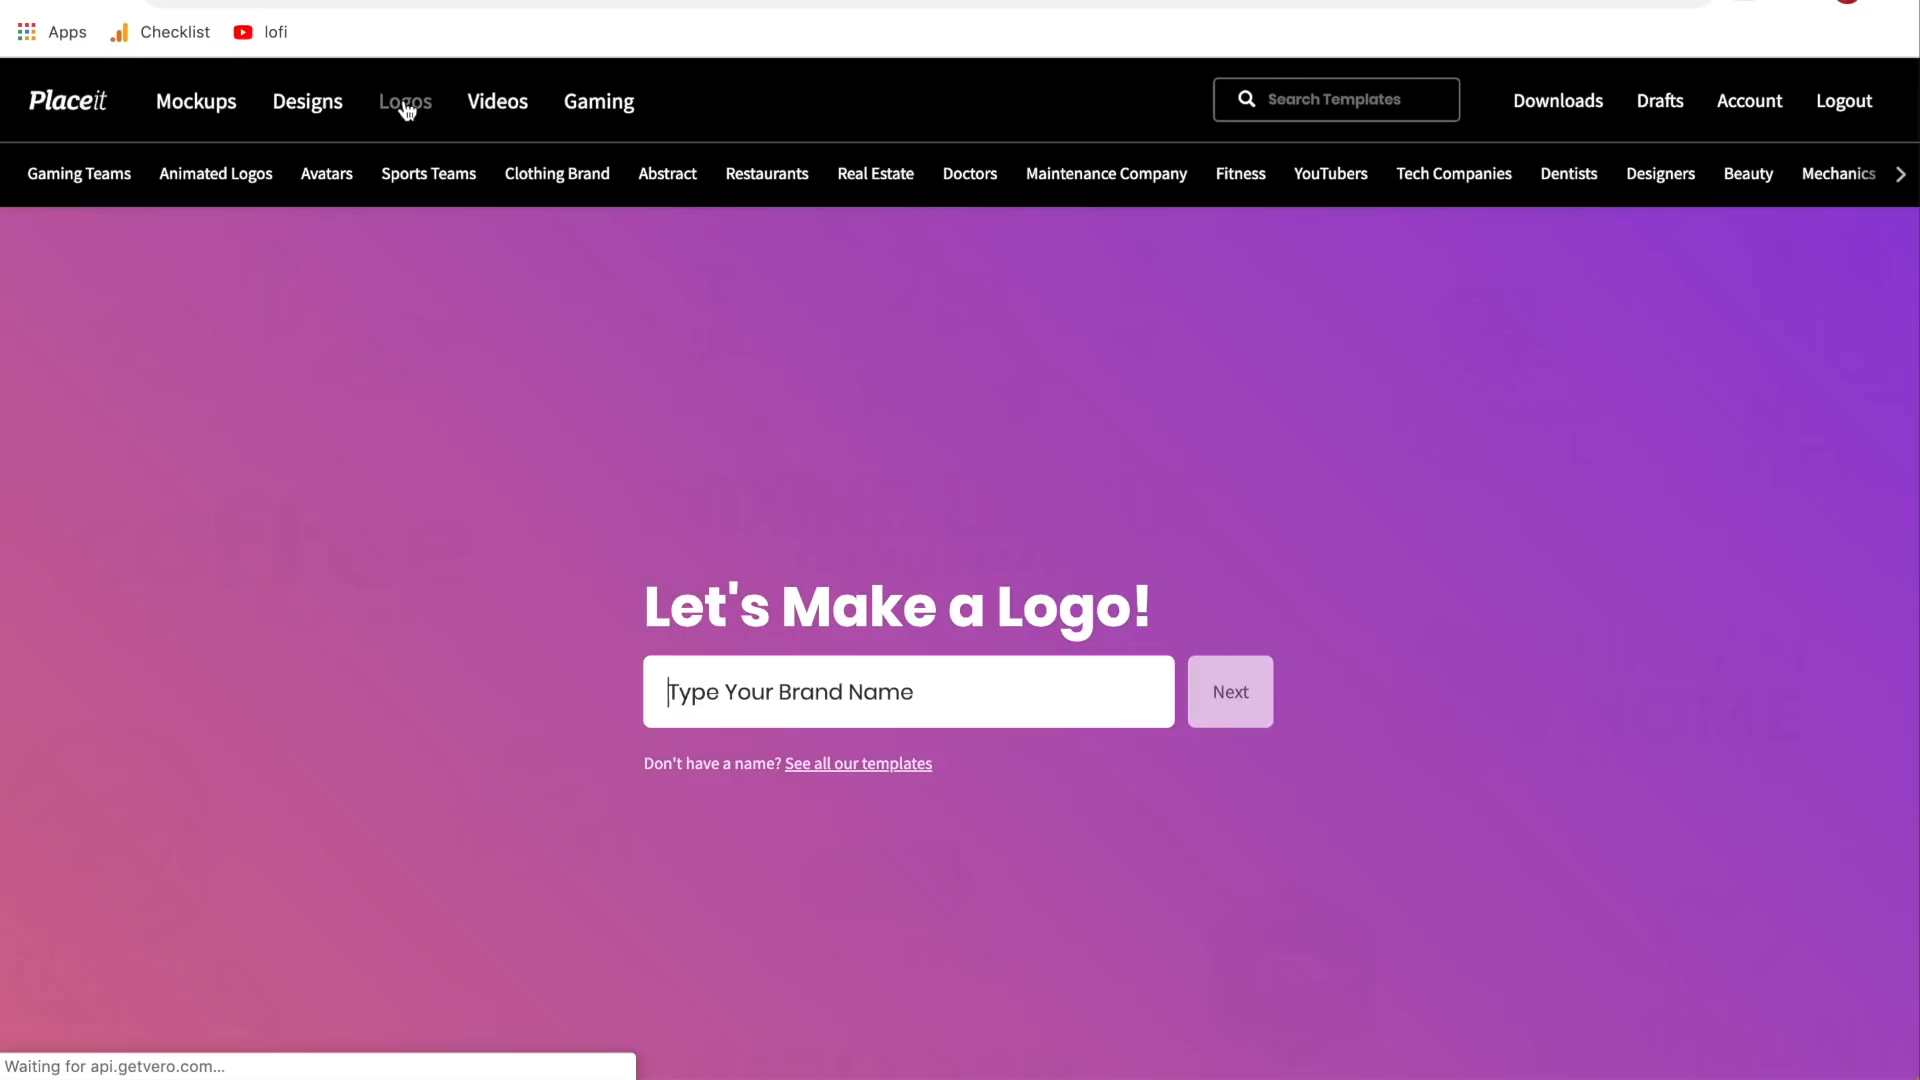 Apps Checklist lofi
Placeit Mockups Designs Logos Videos Gaming Search Templates Downloads Drafts Account Logout
Gaming Teams Animated Logos Avatars Sports Teams Clothing Brand Abstract Restaurants Real Estate Doctors Maintenance Company Fitness YouTubers Tech Companies Dentists Designers Beauty Mechanics
coffee
Let's Make a Logo!
Type Your Brand Name Next
Don't have a name? See all our templates
Waiting for api.getvero.com...